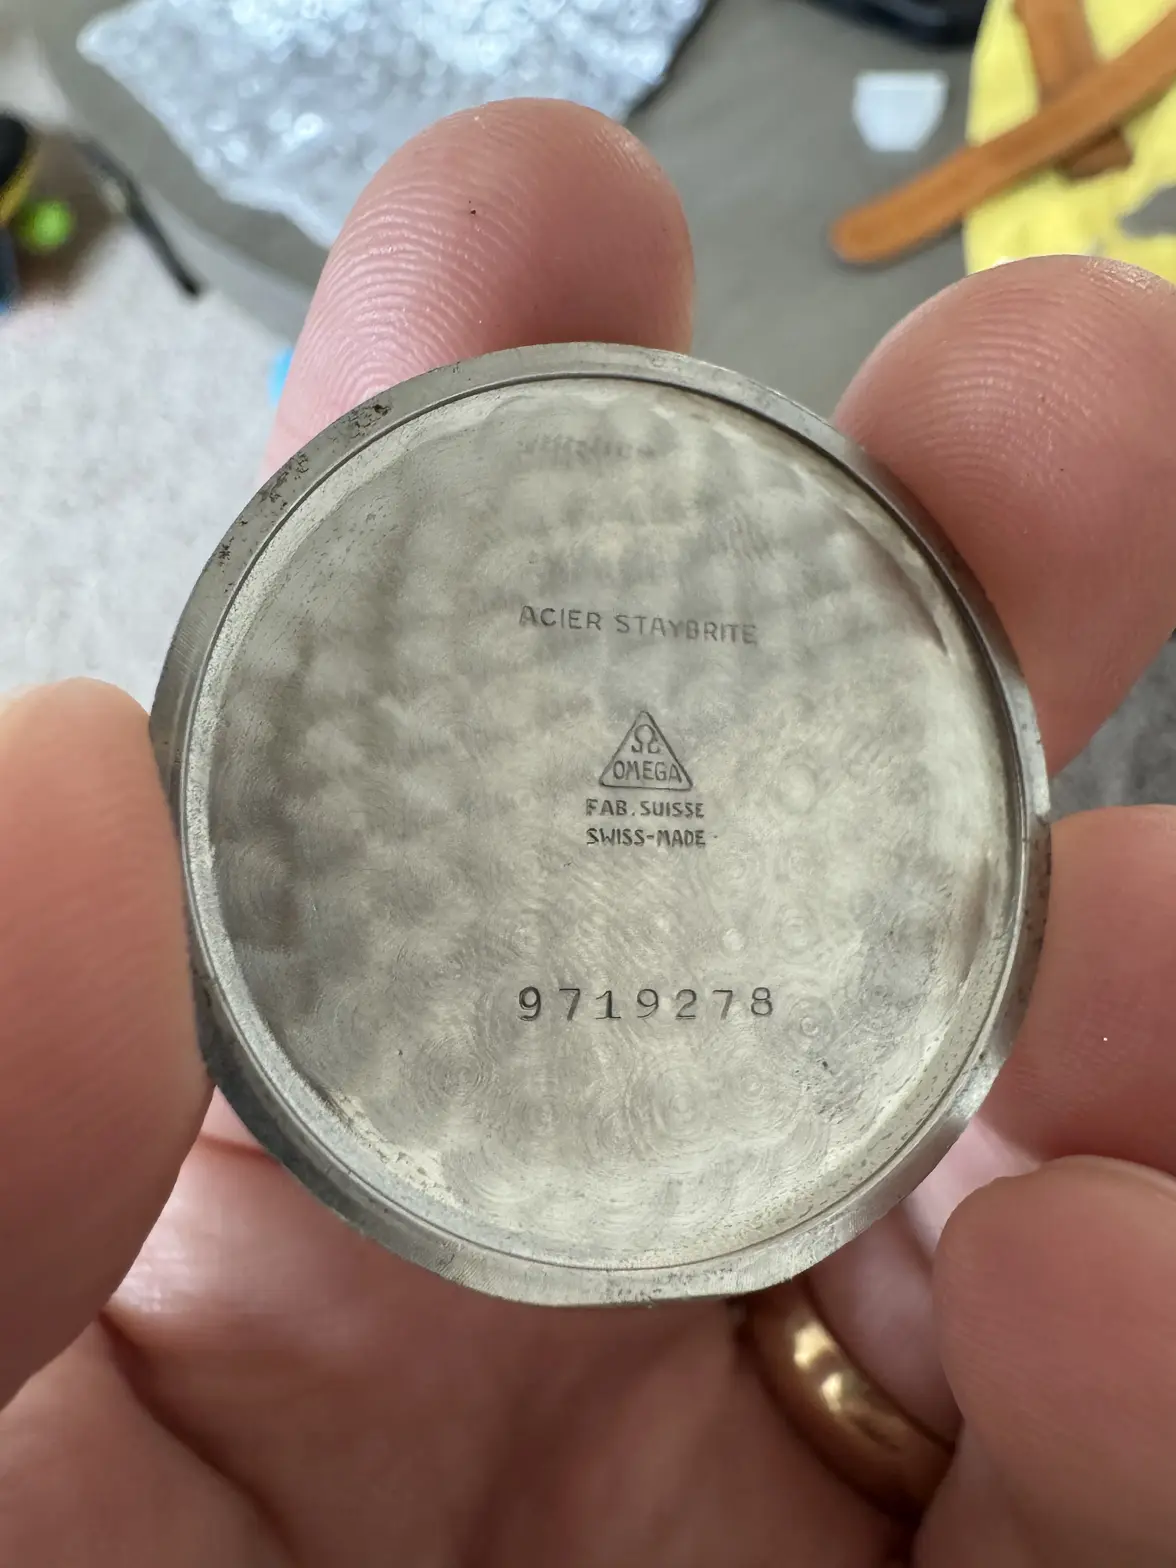 ACIER STAYBRITE
Ω
OMEGA
FAB. SUISSE
SWISS-MADE
9719278